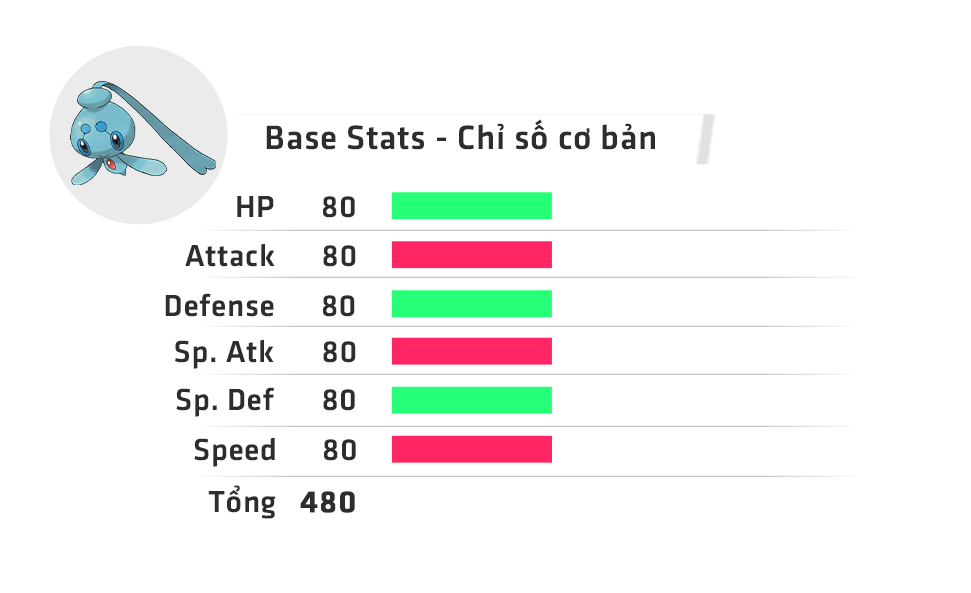 Base Stats - Chỉ số cơ bản
HP 80
Attack 80
Defense 80
Sp. Atk 80
Sp. Def 80
Speed 80
Tổng 480